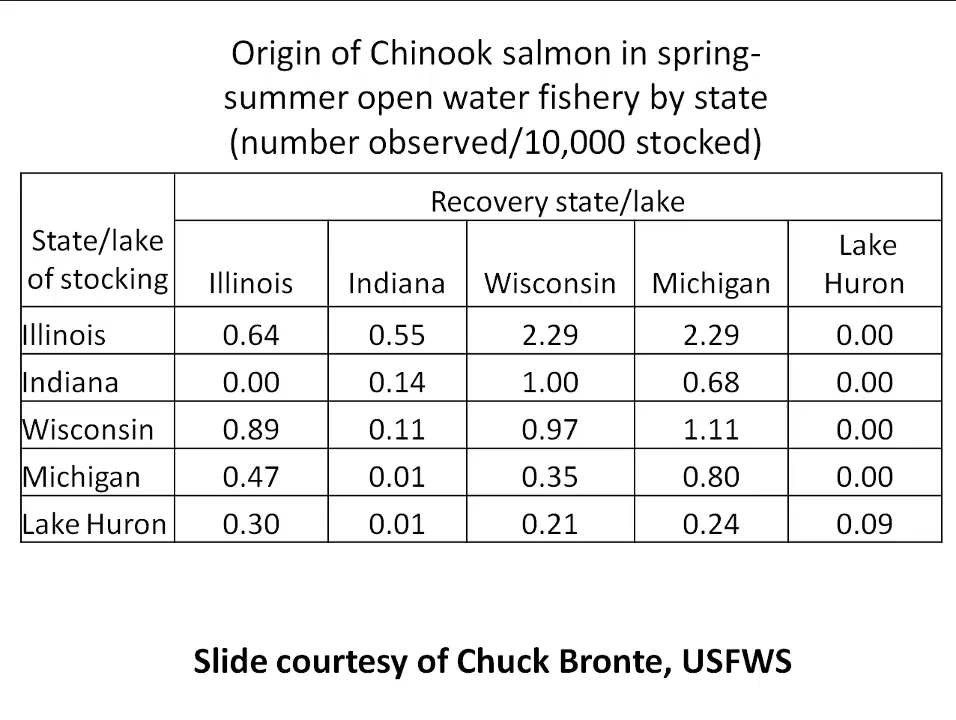 Origin of Chinook salmon in spring-
summer open water fishery by state
(number observed/10,000 stocked)
State/lake
of stocking
Recovery state/lake
Illinois Indiana Wisconsin Michigan Lake
Huron
Illinois 0.64 0.55 2.29 2.29 0.00
Indiana 0.00 0.14 1.00 0.68 0.00
Wisconsin 0.89 0.11 0.97 1.11 0.00
Michigan 0.47 0.01 0.35 0.80 0.00
Lake Huron 0.30 0.01 0.21 0.24 0.09
Slide courtesy of Chuck Bronte, USFWS